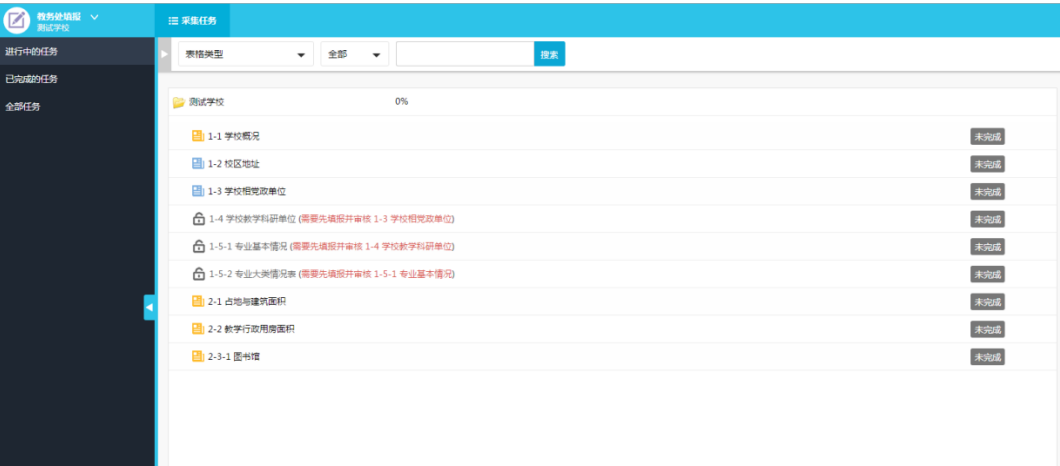 教务处填报
测试学校
采集任务
进行中的任务
已完成的任务
全部任务
表格类型 全部 搜索
测试学校 0%
1-1 学校概况 未完成
1-2 校区地址 未完成
1-3 学校相党政单位 未完成
1-4 学校教学科研单位 (需要先填报并审核 1-3 学校相党政单位) 未完成
1-5-1 专业基本情况 (需要先填报并审核 1-4 学校教学科研单位) 未完成
1-5-2 专业大类情况表 (需要先填报并审核 1-5-1 专业基本情况) 未完成
2-1 占地与建筑面积 未完成
2-2 教学行政用房面积 未完成
2-3-1 图书馆 未完成